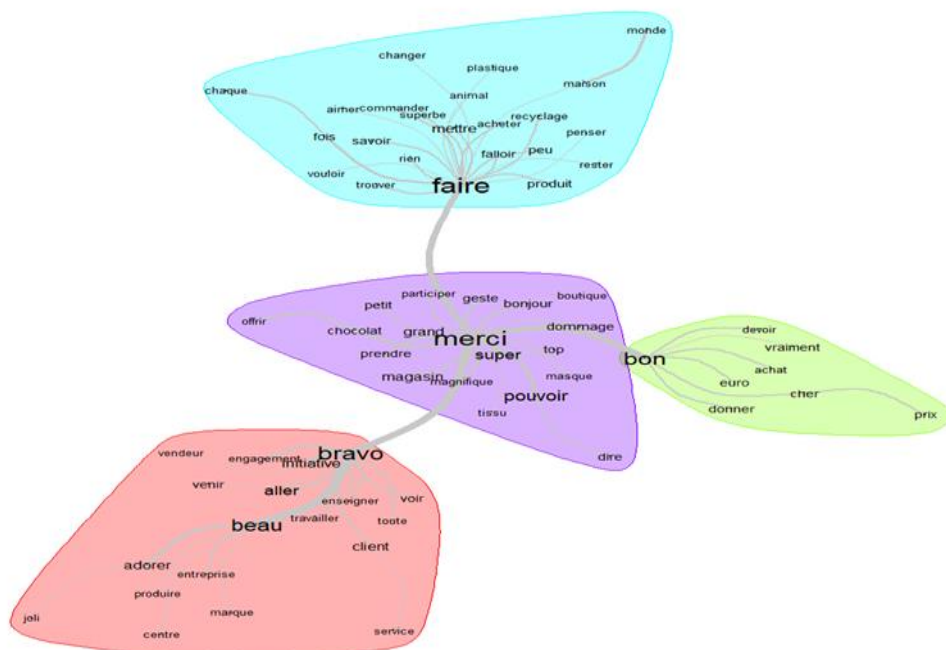 monde
changer
plastique
maison
chaque
animal
aimer
commander
superbe
recyclage
mettre
acheter
penser
fois
savoir
peu
falloir
rien
rester
vouloir
trouver
faire
produit
participer
geste
boutique
petit
bonjour
offrir
chocolat
grand
dommage
merci
devoir
super
top
vraiment
prendre
bon
magasin
magnifique
masque
achat
euro
pouvoir
cher
donner
tissu
prix
dire
vendeur
engagement
bravo
initiative
venir
aller
voir
enseigner
beau
travailler
toute
client
adorer
entreprise
produire
marque
joli
centre
service